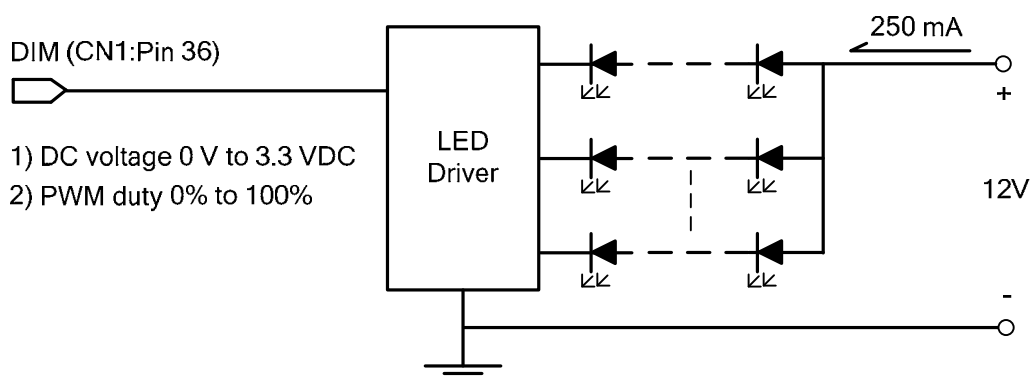 250 mA
DIM (CN1:Pin 36)
+
LED
Driver
1) DC voltage 0 V to 3.3 VDC
2) PWM duty 0% to 100%
12V
-